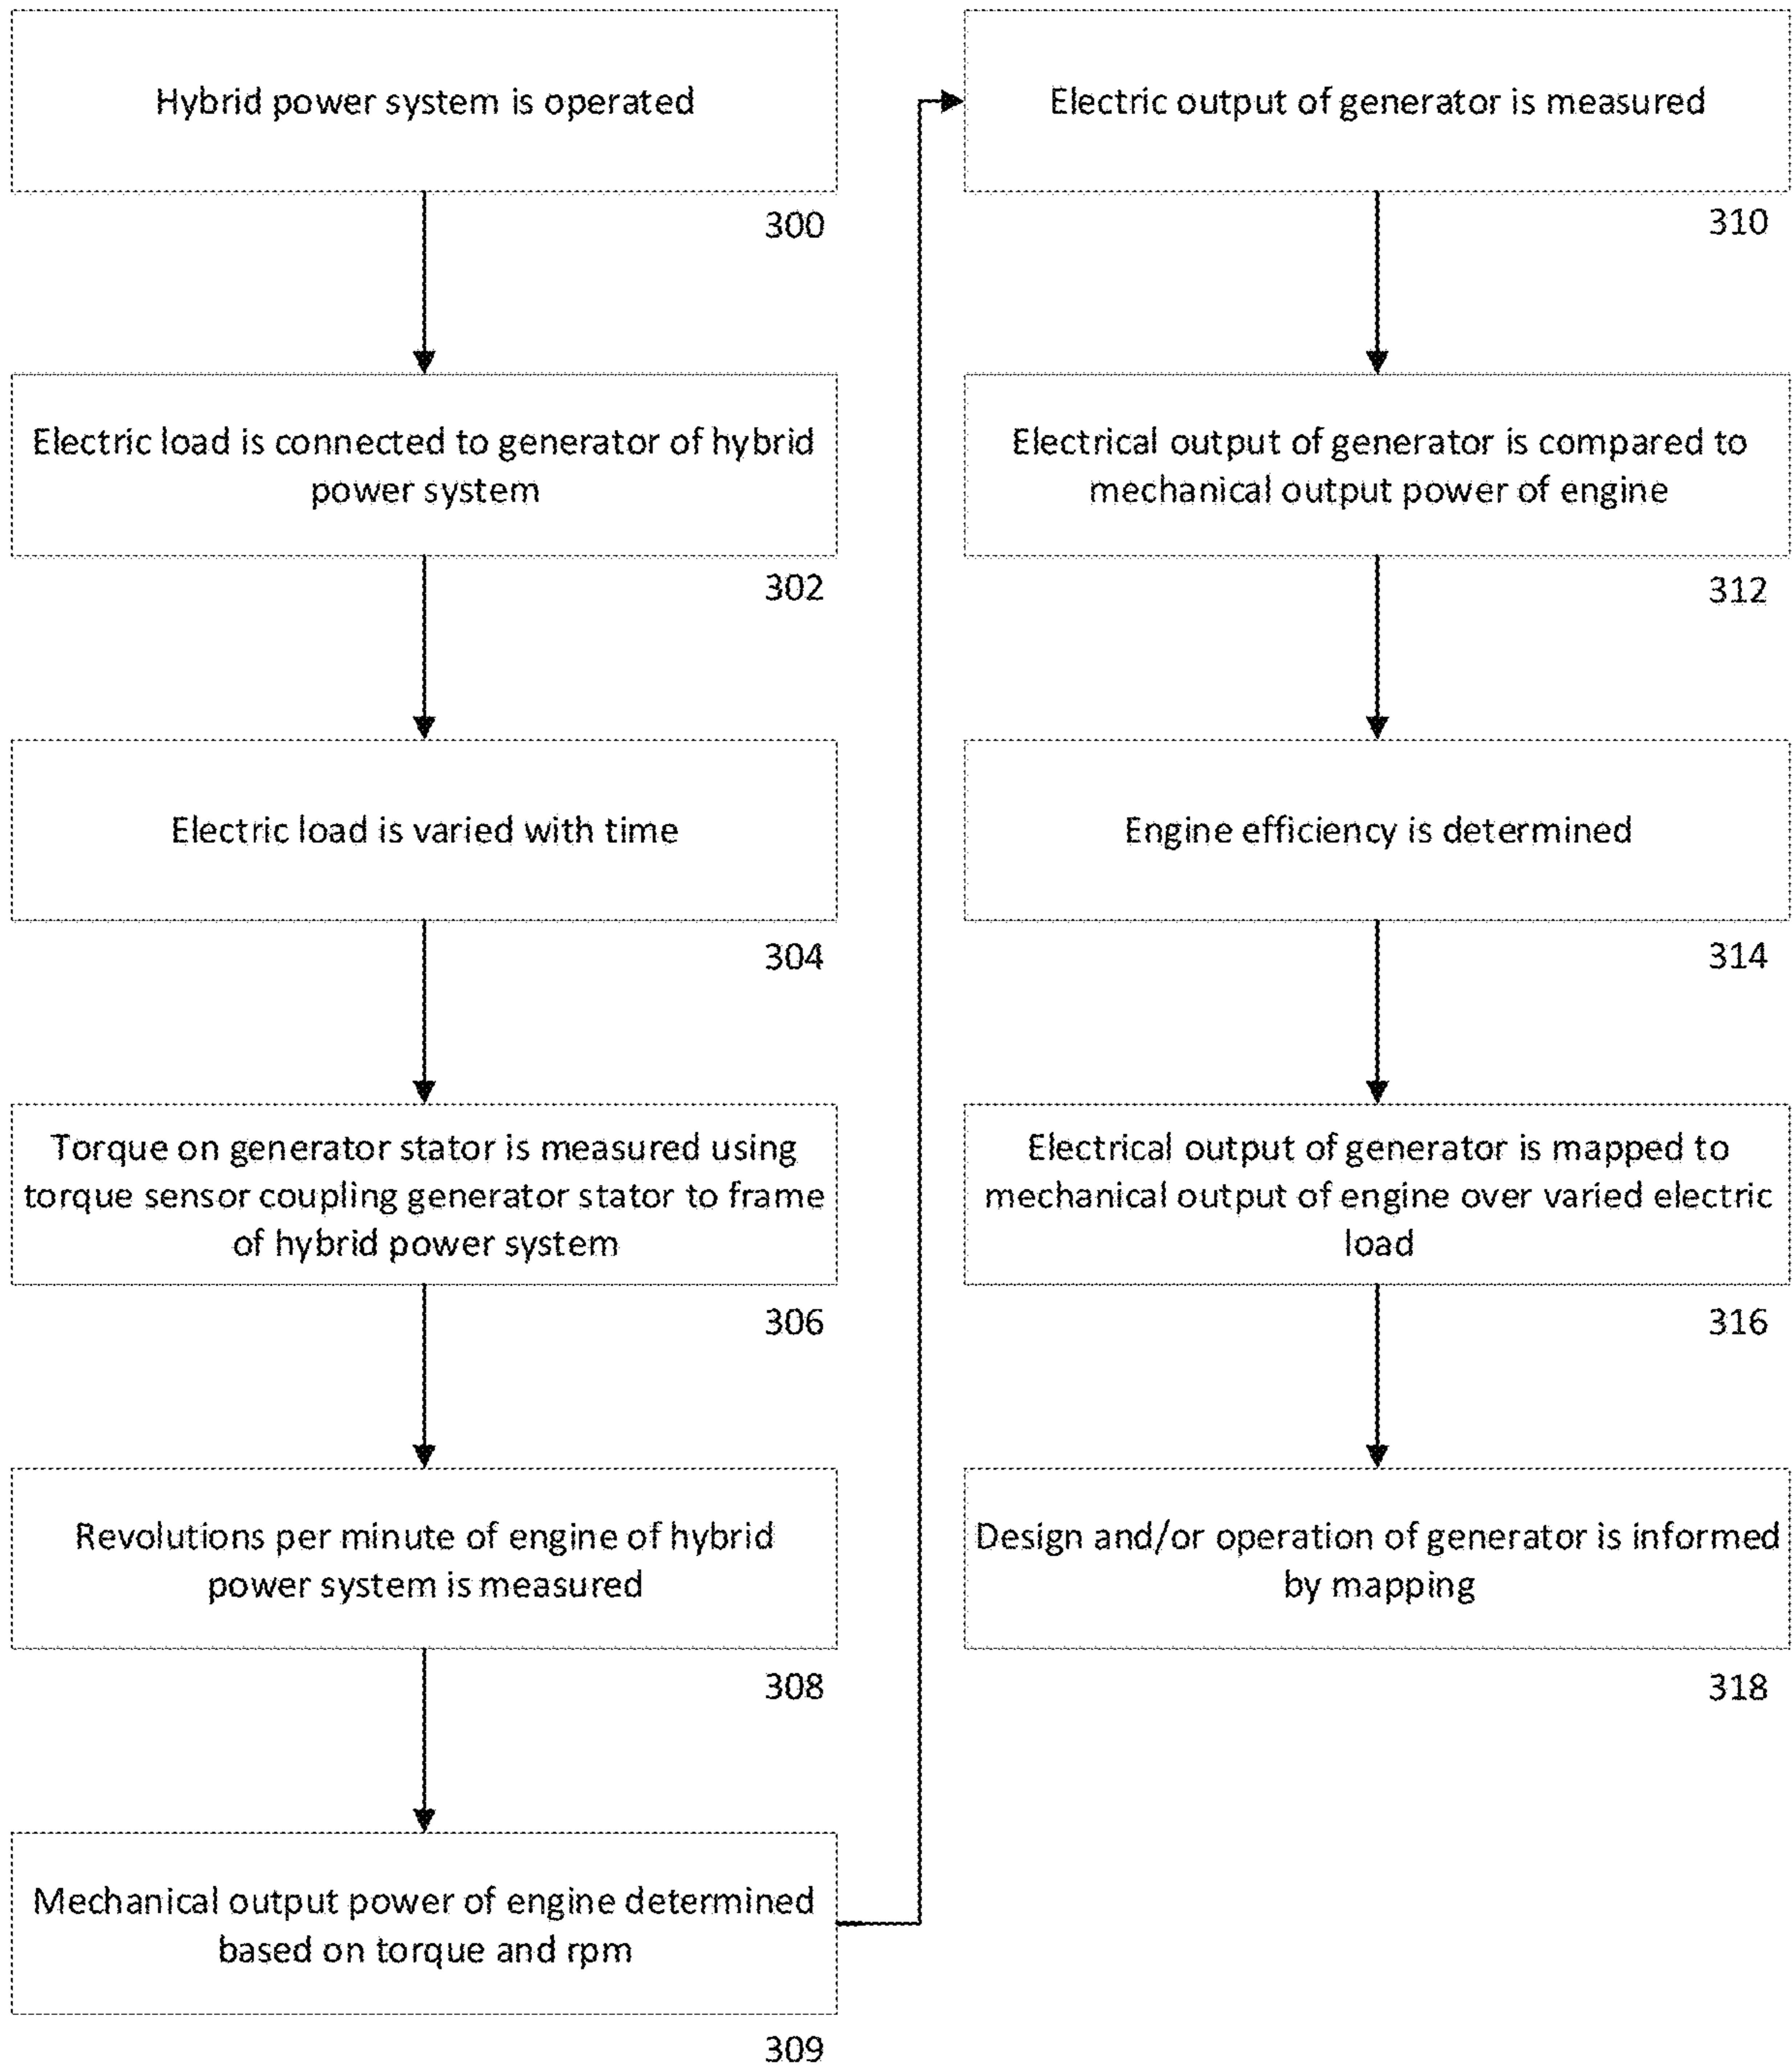 Hybrid power system is operated
300
Electric load is connected to generator of hybrid
power system
302
Electric load is varied with time
304
Torque on generator stator is measured using
torque sensor coupling generator stator to frame
of hybrid power system
306
Revolutions per minute of engine of hybrid
power system is measured
308
Mechanical output power of engine determined
based on torque and rpm
309
Electric output of generator is measured
310
Electrical output of generator is compared to
mechanical output power of engine
312
Engine efficiency is determined
314
Electrical output of generator is mapped to
mechanical output of engine over varied electric
load
316
Design and/or operation of generator is informed
by mapping
318